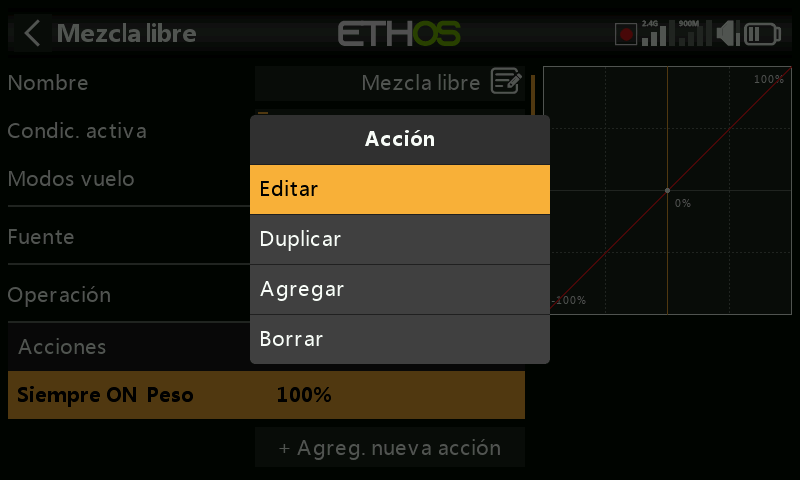 Mezcla libre
ETHOS
2.4G
900M
Nombre
Mezcla libre
100%
Condic. activa
Acción
Modos vuelo
Editar
0%
Fuente
Duplicar
Operación
Agregar
-100%
Acciones
Borrar
Siempre ON Peso 100%
+ Agreg. nueva acción